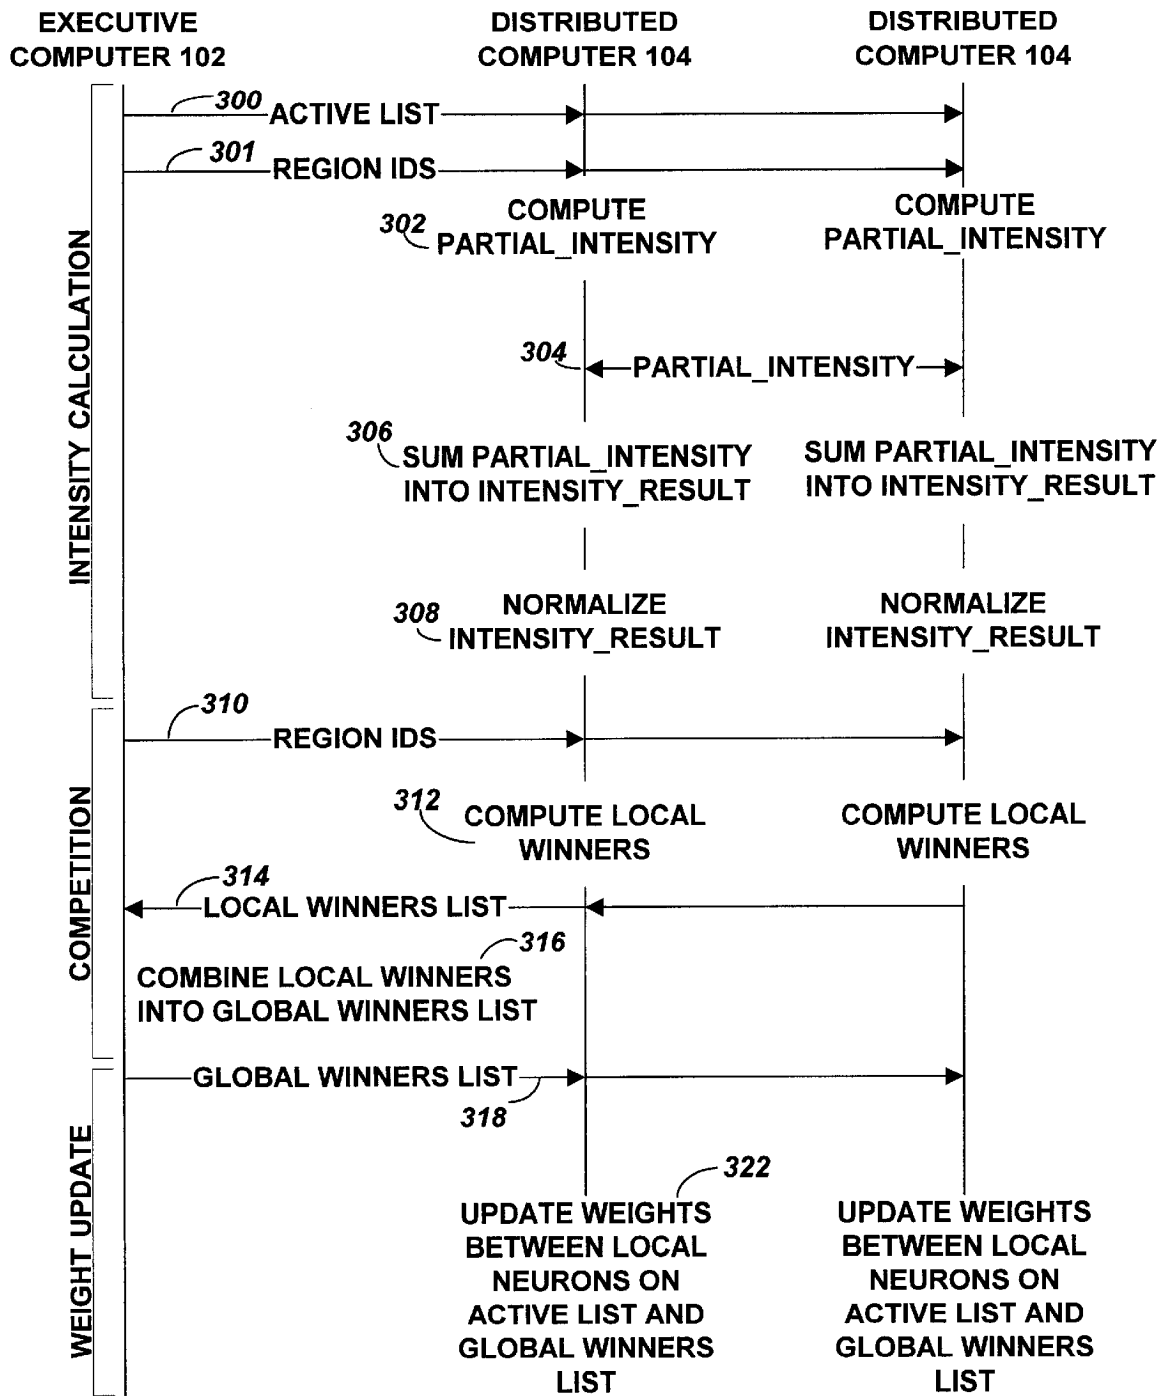 EXECUTIVE
COMPUTER 102
DISTRIBUTED
COMPUTER 104
DISTRIBUTED
COMPUTER 104
INTENSITY CALCULATION
300
ACTIVE LIST
301
REGION IDS
302
COMPUTE
PARTIAL_INTENSITY
COMPUTE
PARTIAL_INTENSITY
304
PARTIAL_INTENSITY
306
SUM PARTIAL_INTENSITY
INTO INTENSITY_RESULT
SUM PARTIAL_INTENSITY
INTO INTENSITY_RESULT
308
NORMALIZE
INTENSITY_RESULT
NORMALIZE
INTENSITY_RESULT
COMPETITION
310
REGION IDS
312
COMPUTE LOCAL
WINNERS
COMPUTE LOCAL
WINNERS
314
LOCAL WINNERS LIST
316
COMBINE LOCAL WINNERS
INTO GLOBAL WINNERS LIST
WEIGHT UPDATE
GLOBAL WINNERS LIST
318
322
UPDATE WEIGHTS
BETWEEN LOCAL
NEURONS ON
ACTIVE LIST AND
GLOBAL WINNERS
LIST
UPDATE WEIGHTS
BETWEEN LOCAL
NEURONS ON
ACTIVE LIST AND
GLOBAL WINNERS
LIST